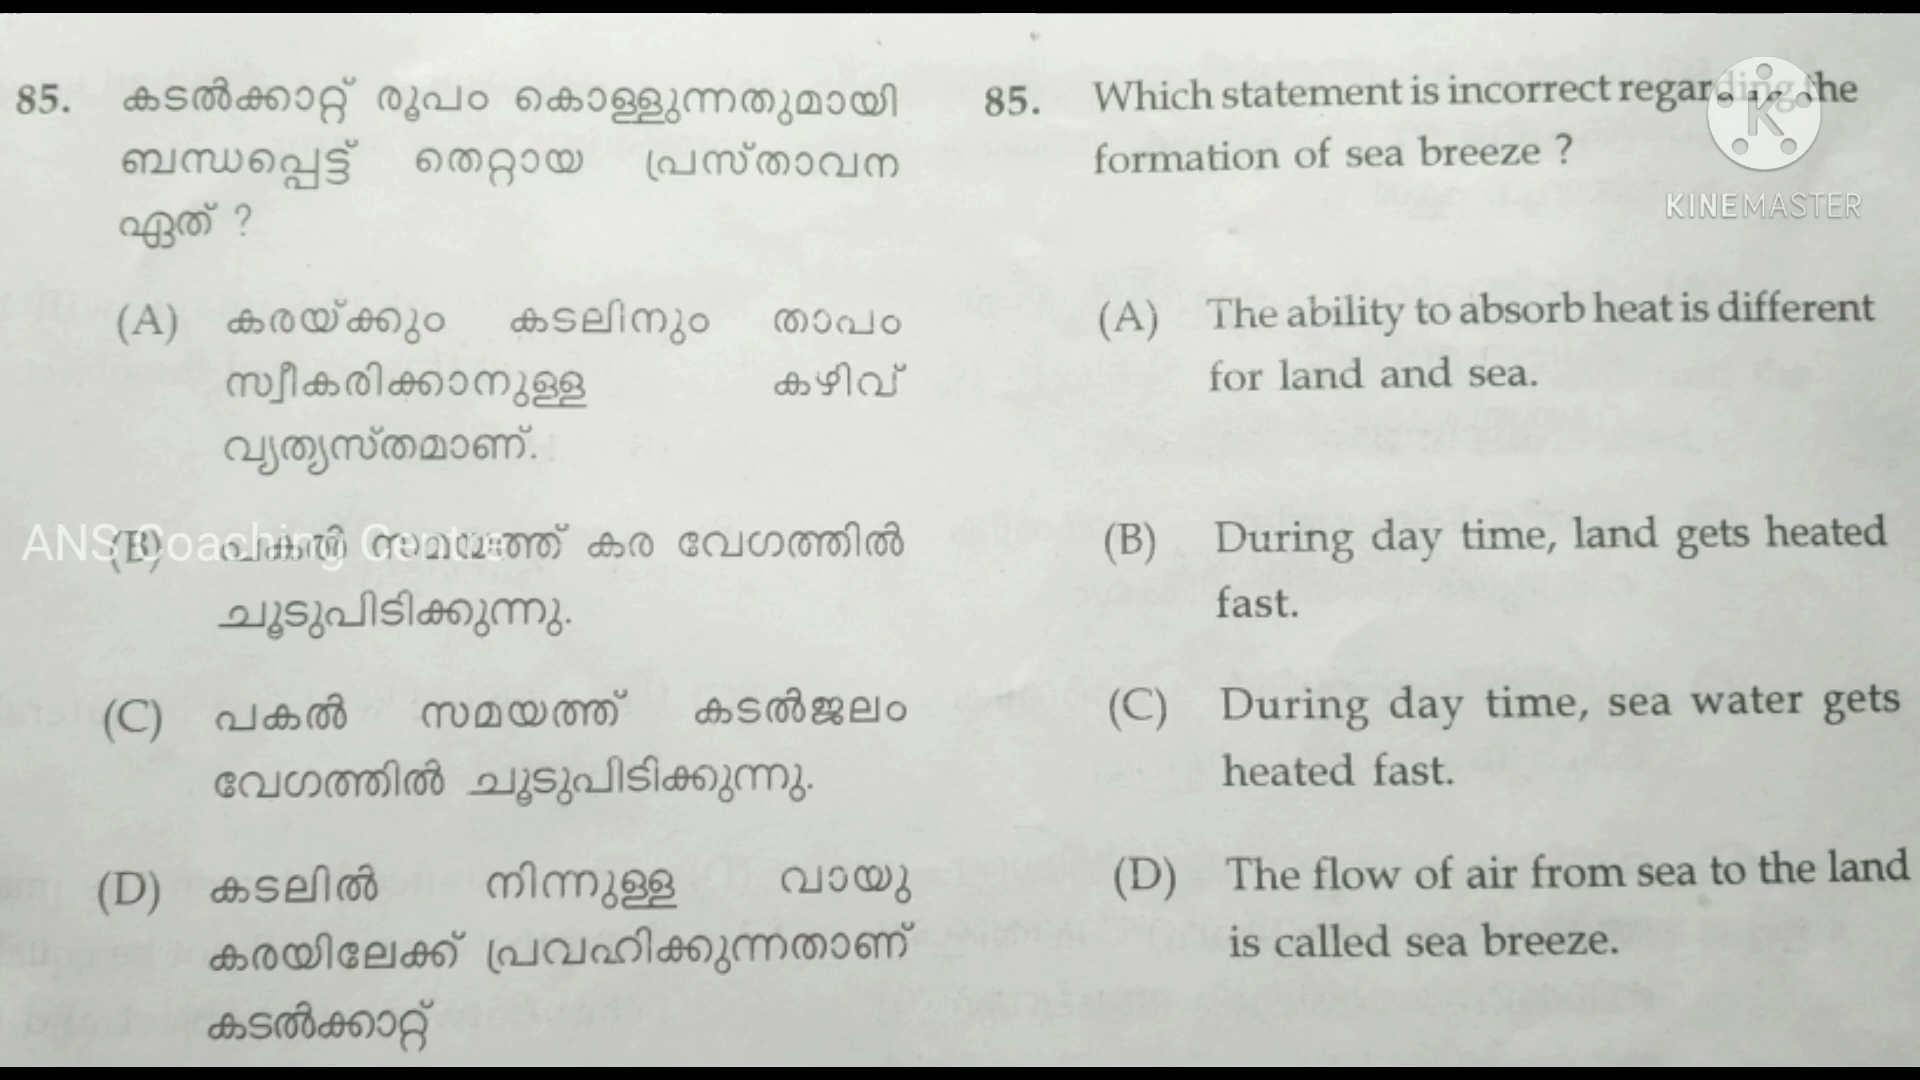 85. കടൽക്കാറ്റ് രൂപം കൊള്ളുന്നതുമായി
ബന്ധപ്പെട്ട് തെറ്റായ പ്രസ്താവന
ഏത് ?
(A) കരയ്ക്കും കടലിനും താപം
സ്വീകരിക്കാനുള്ള കഴിവ്
വ്യത്യസ്തമാണ്.
ANS Coaching Centre
(B) പകൽ സമയത്ത് കര വേഗത്തിൽ
ചൂടുപിടിക്കുന്നു.
(C) പകൽ സമയത്ത് കടൽജലം
വേഗത്തിൽ ചൂടുപിടിക്കുന്നു.
(D) കടലിൽ നിന്നുള്ള വായു
കരയിലേക്ക് പ്രവഹിക്കുന്നതാണ്
കടൽക്കാറ്റ്
85. Which statement is incorrect regarding the
formation of sea breeze ?
K
KINEMASTER
(A) The ability to absorb heat is different
for land and sea.
(B) During day time, land gets heated
fast.
(C) During day time, sea water gets
heated fast.
(D) The flow of air from sea to the land
is called sea breeze.